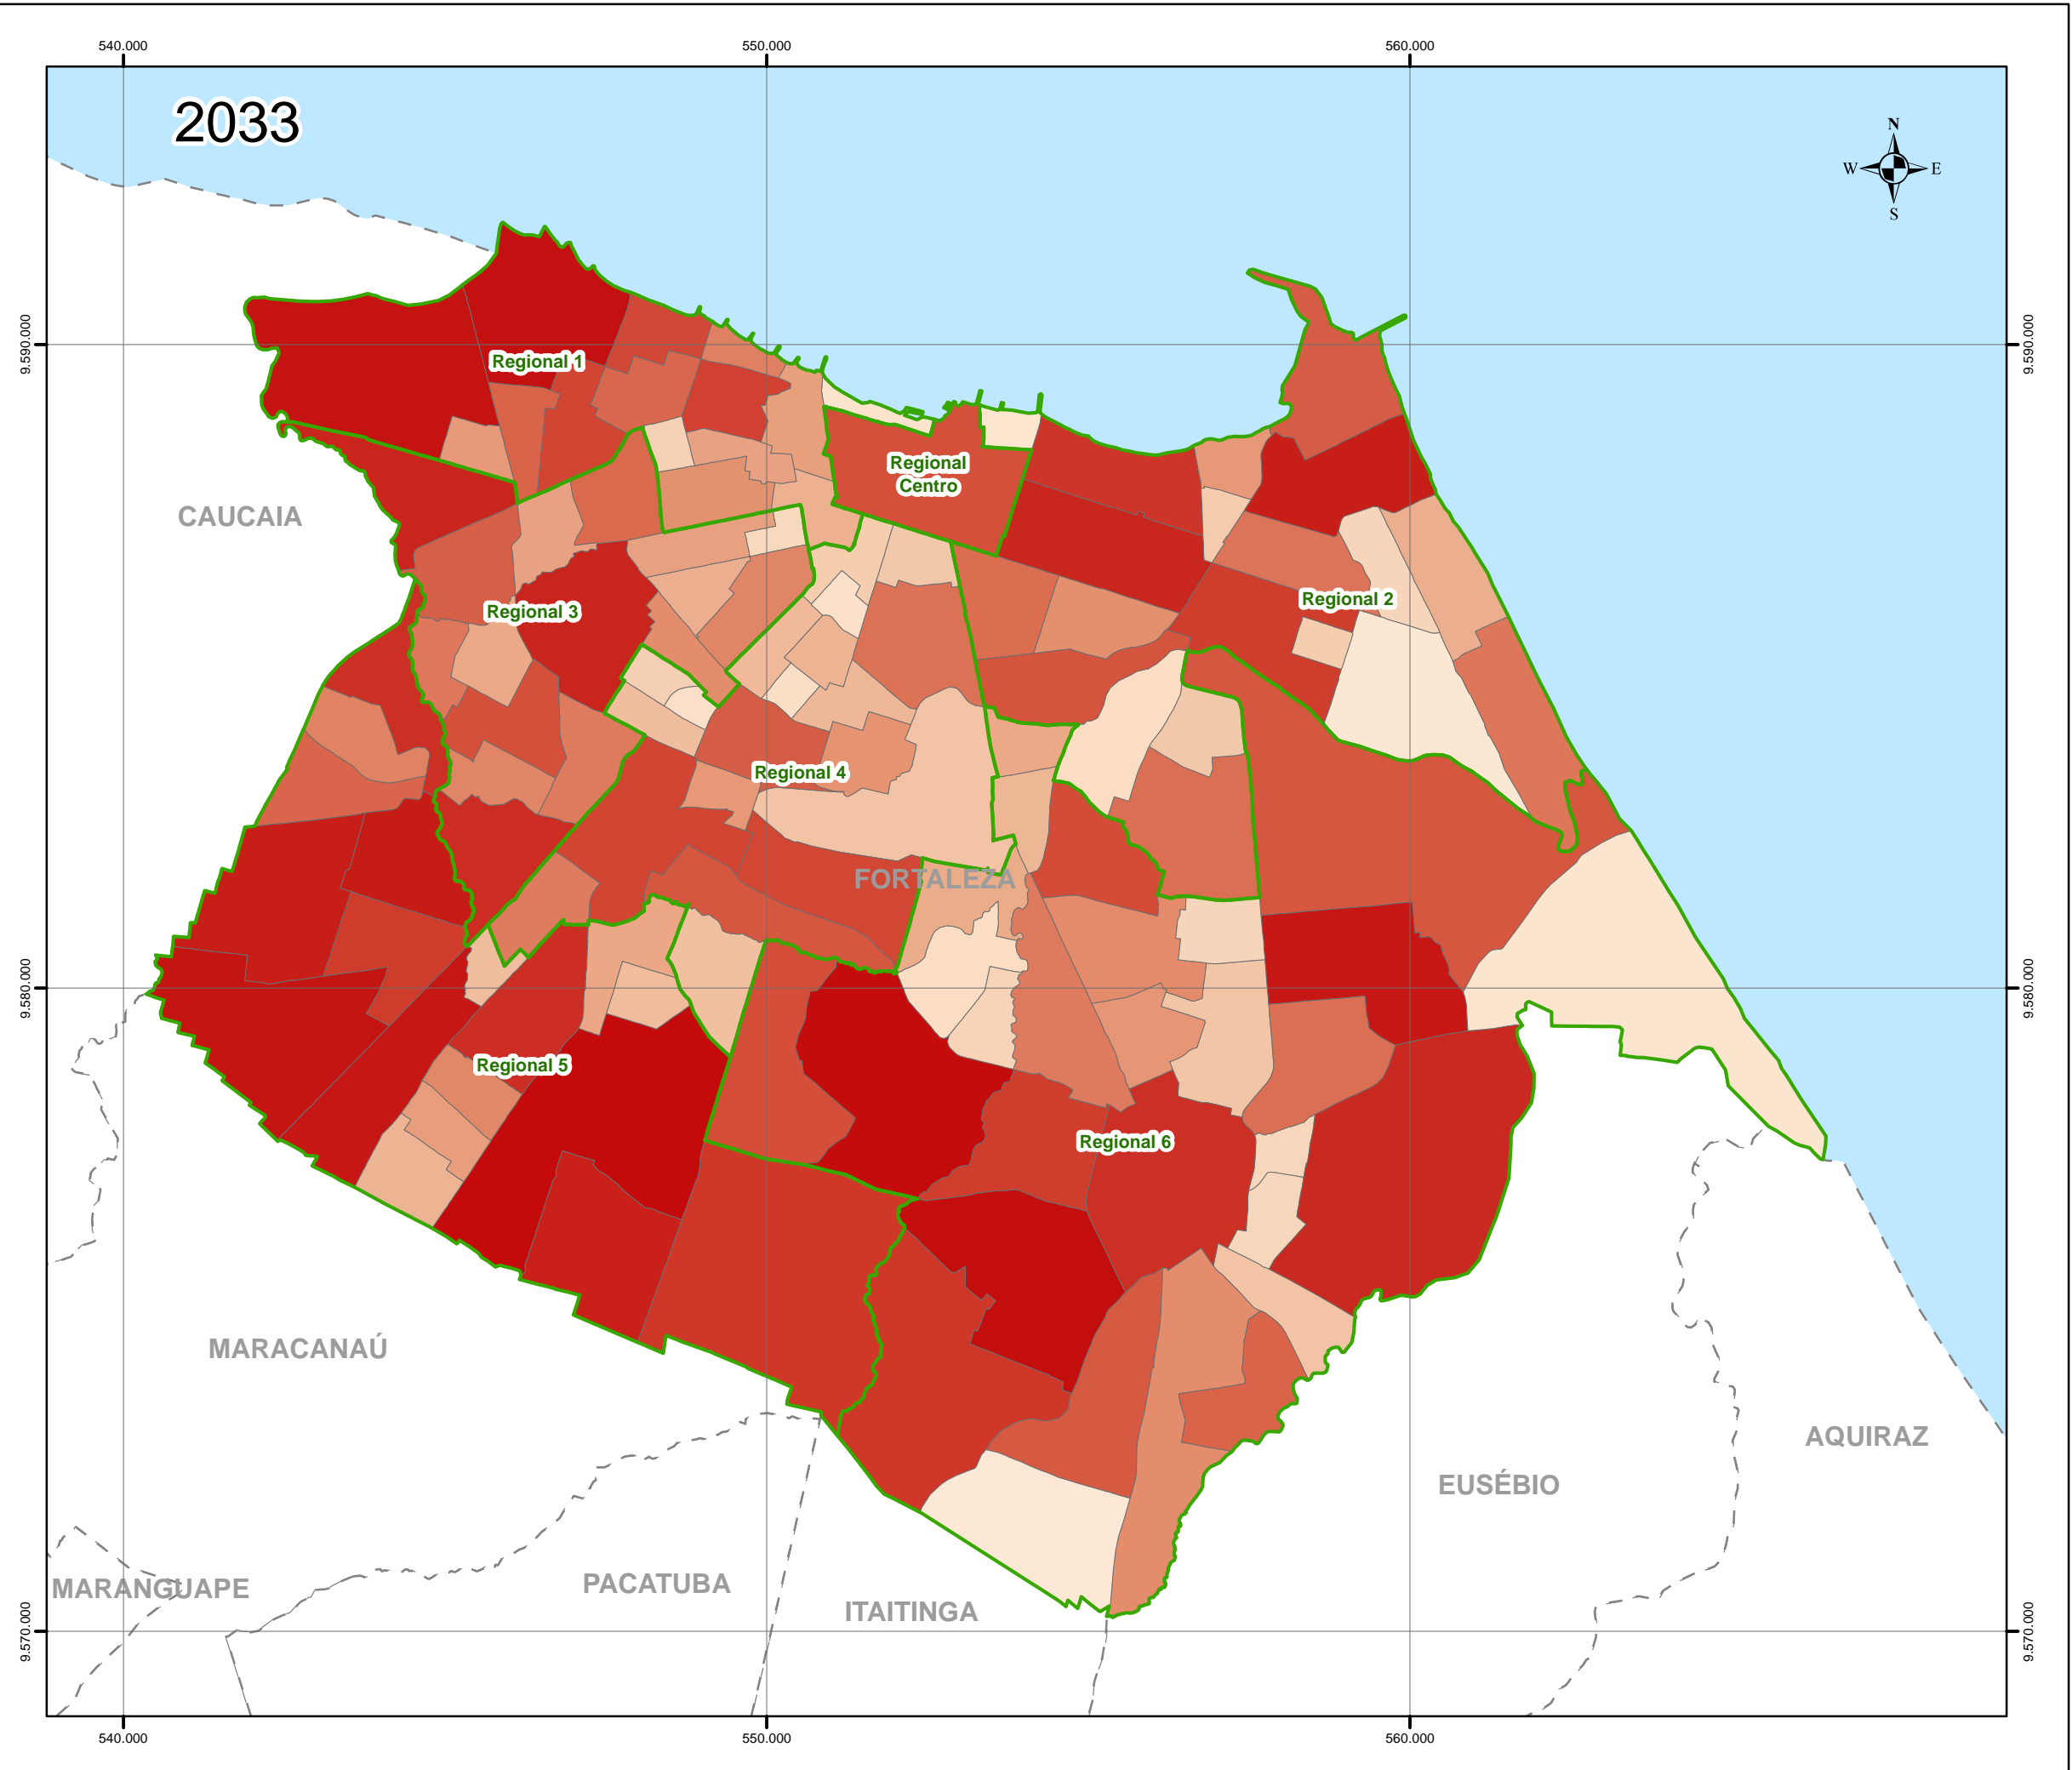 540.000
550.000
560.000
2033
N
W
E
S
9.590.000
9.590.000
Regional 1
Regional
Centro
CAUCAIA
Regional 3
Regional 2
Regional 4
FORTALEZA
9.580.000
9.580.000
Regional 5
Regional 6
MARACANAÚ
AQUIRAZ
EUSÉBIO
PACATUBA
MARANGUAPE
ITAITINGA
9.570.000
9.570.000
540.000
550.000
560.000